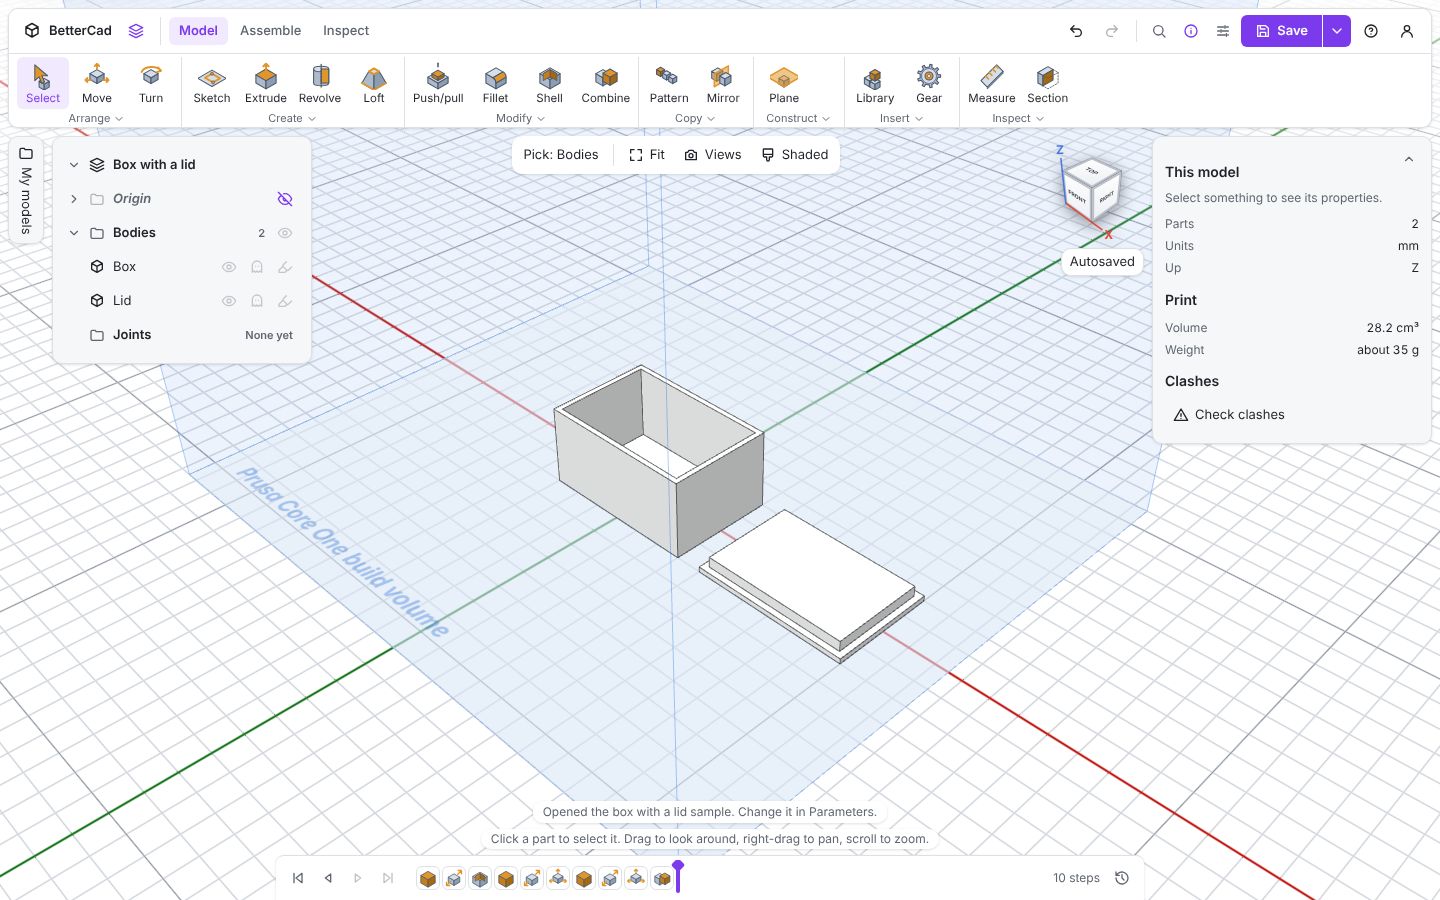 BetterCad
Model
Assemble
Inspect
Save
Select
Move
Turn
Sketch
Extrude
Revolve
Loft
Push/pull
Fillet
Shell
Combine
Pattern
Mirror
Plane
Library
Gear
Measure
Section
Arrange
Create
Modify
Copy
Construct
Insert
Inspect
My models
Box with a lid
Origin
Bodies 2
Box
Lid
Joints None yet
Pick: Bodies
Fit
Views
Shaded
Z
TOP
FRONT
RIGHT
X
Autosaved
This model
Select something to see its properties.
Parts 2
Units mm
Up Z
Print
Volume 28.2 cm³
Weight about 35 g
Clashes
Check clashes
Prusa Core One build volume
Opened the box with a lid sample. Change it in Parameters.
Click a part to select it. Drag to look around, right-drag to pan, scroll to zoom.
10 steps